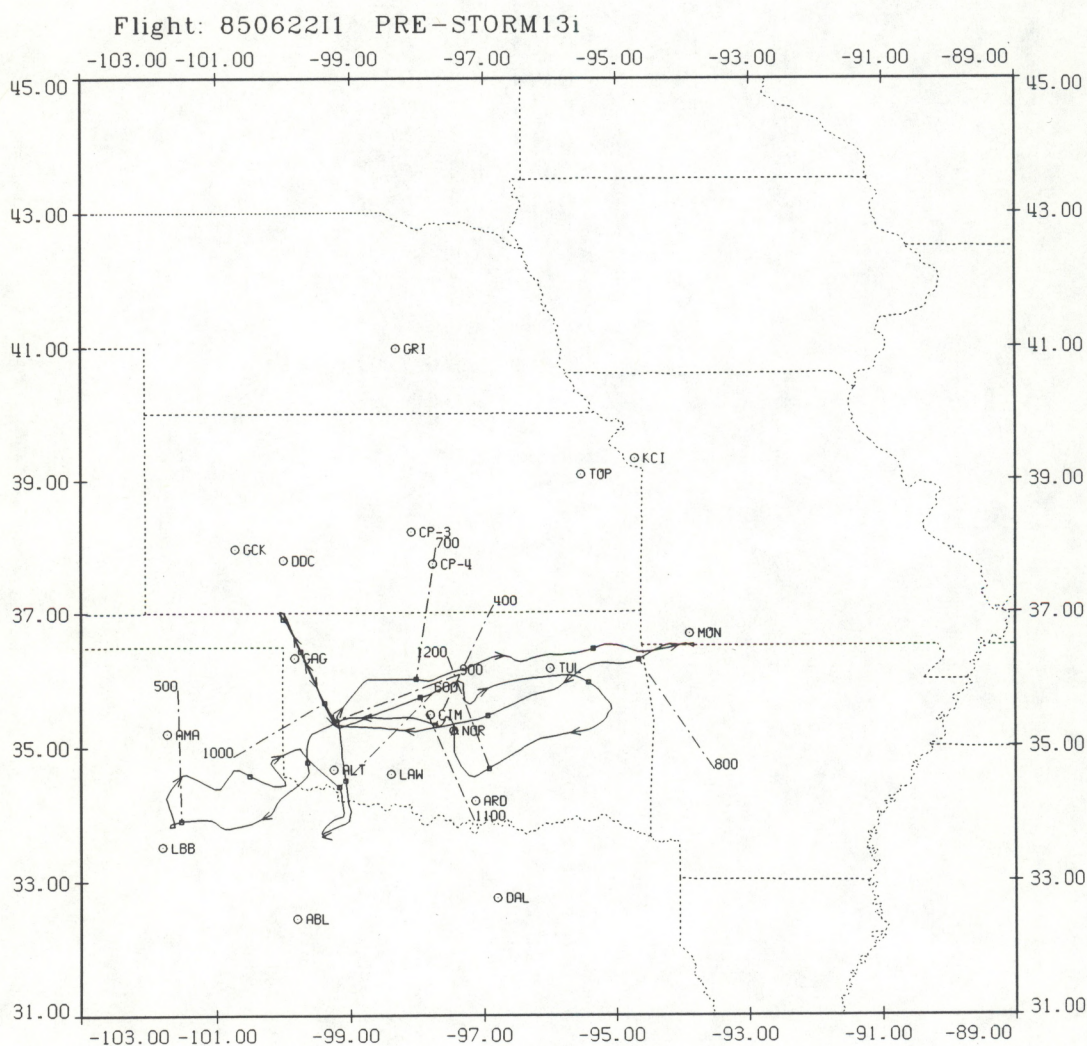 Flight: 850622I1 PRE-STORM13i
-103.00 -101.00 -99.00 -97.00 -95.00 -93.00 -91.00 -89.00
45.00 45.00
43.00 43.00
GRI
41.00 41.00
KCI
TOP
39.00 39.00
CP-3
700
GCK
DDC
CP-4
400
37.00 37.00
MON
1200
GAG
TUL
900
500
600
CIM
AMA
NOR
35.00 35.00
1000
ALT
LAW
800
ARD
1100
LBB
33.00 33.00
DAL
ABL
31.00 31.00
-103.00 -101.00 -99.00 -97.00 -95.00 -93.00 -91.00 -89.00